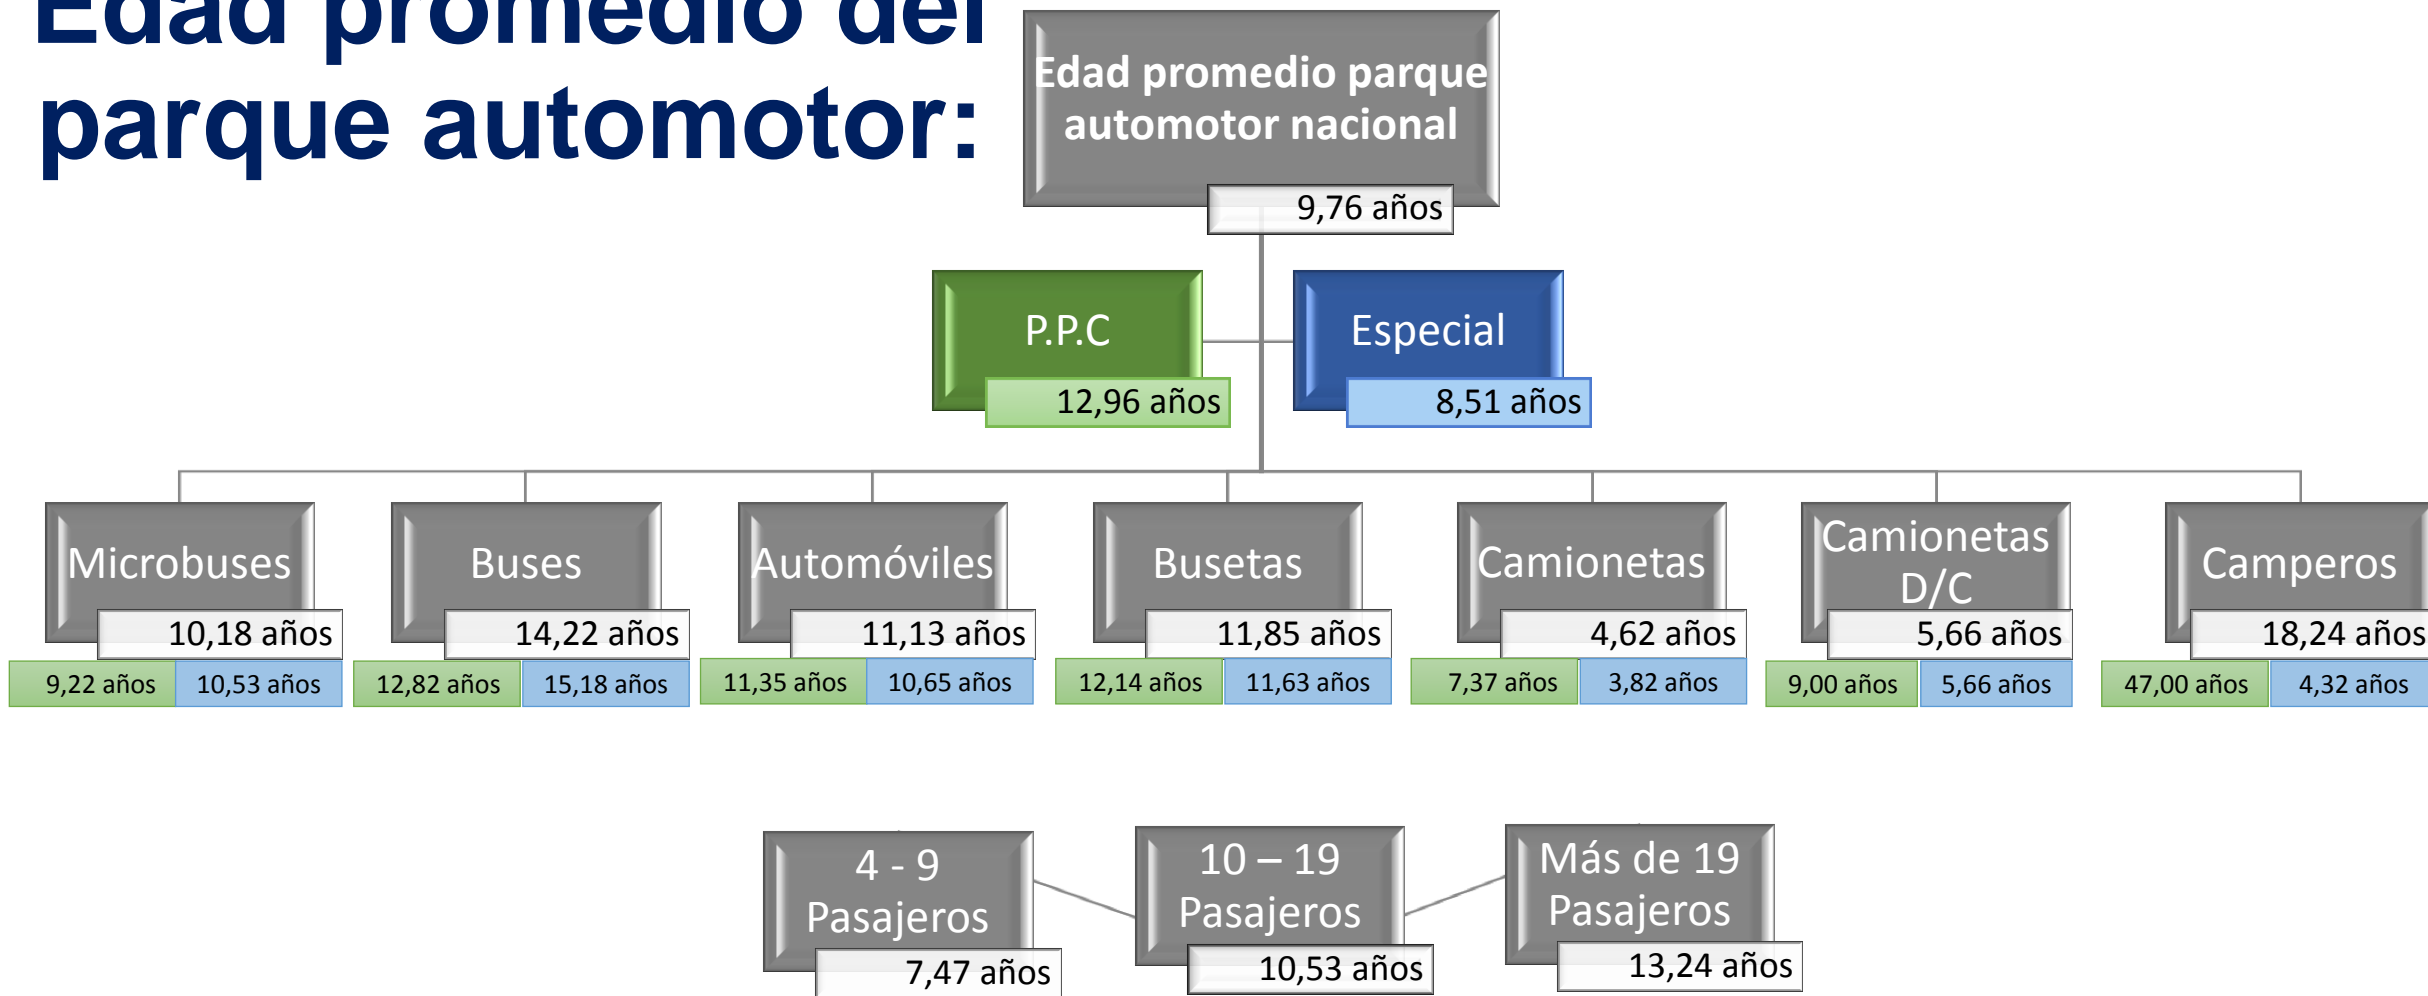 Edad promedio del
parque automotor:
Edad promedio parque
automotor nacional
9,76 años
P.P.C
12,96 años
Especial
8,51 años
Microbuses
10,18 años
9,22 años
10,53 años
Buses
14,22 años
12,82 años
15,18 años
Automóviles
11,13 años
11,35 años
10,65 años
Busetas
11,85 años
12,14 años
11,63 años
Camionetas
4,62 años
7,37 años
3,82 años
Camionetas
D/C
5,66 años
9,00 años
5,66 años
Camperos
18,24 años
47,00 años
4,32 años
4 - 9
Pasajeros
7,47 años
10 – 19
Pasajeros
10,53 años
Más de 19
Pasajeros
13,24 años